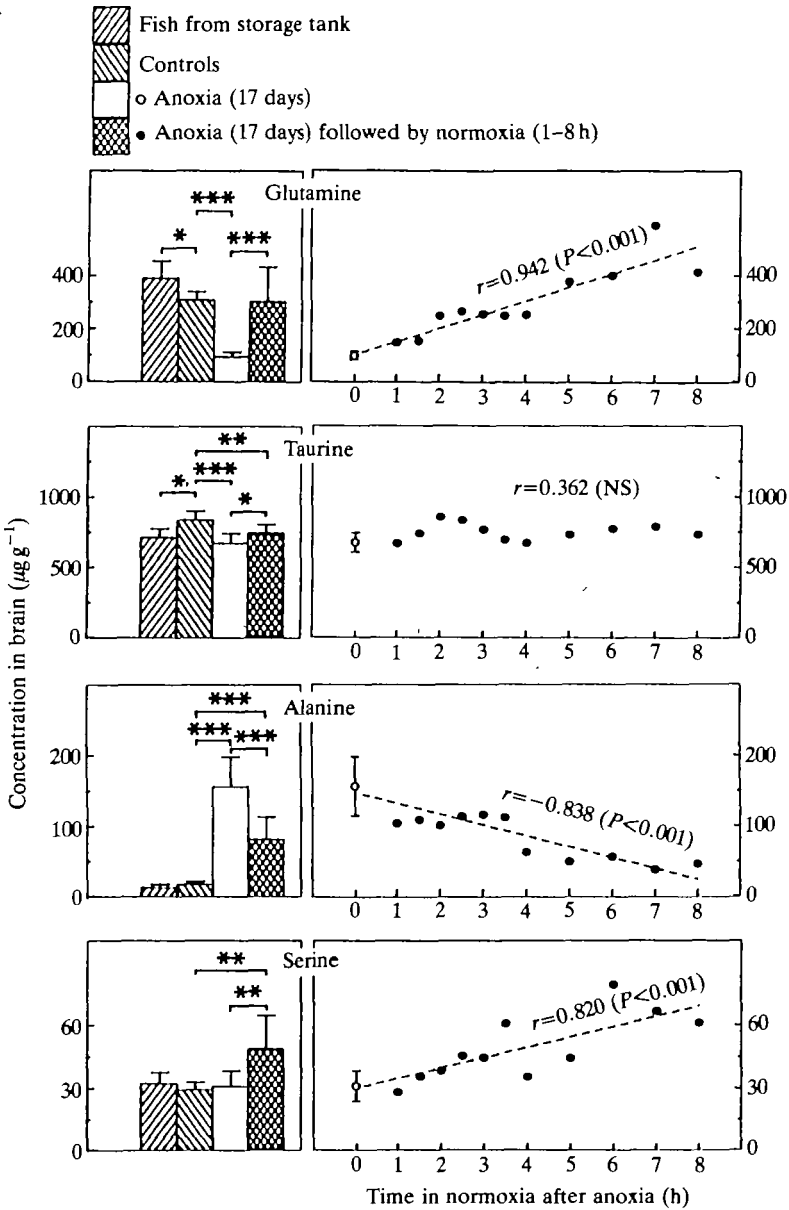 Fish from storage tank
Controls
Anoxia (17 days)
Anoxia (17 days) followed by normoxia (1–8 h)
Concentration in brain (µg g⁻¹)
Glutamine
***
*
***
400
200
0
r=0.942 (P<0.001)
400
200
0
0 1 2 3 4 5 6 7 8
Taurine
**
***
*
*
1000
500
0
r=0.362 (NS)
1000
500
0
0 1 2 3 4 5 6 7 8
Alanine
***
***
***
200
100
0
r=−0.838 (P<0.001)
200
100
0
0 1 2 3 4 5 6 7 8
Serine
**
**
60
30
0
r=0.820 (P<0.001)
60
30
0
0 1 2 3 4 5 6 7 8
Time in normoxia after anoxia (h)